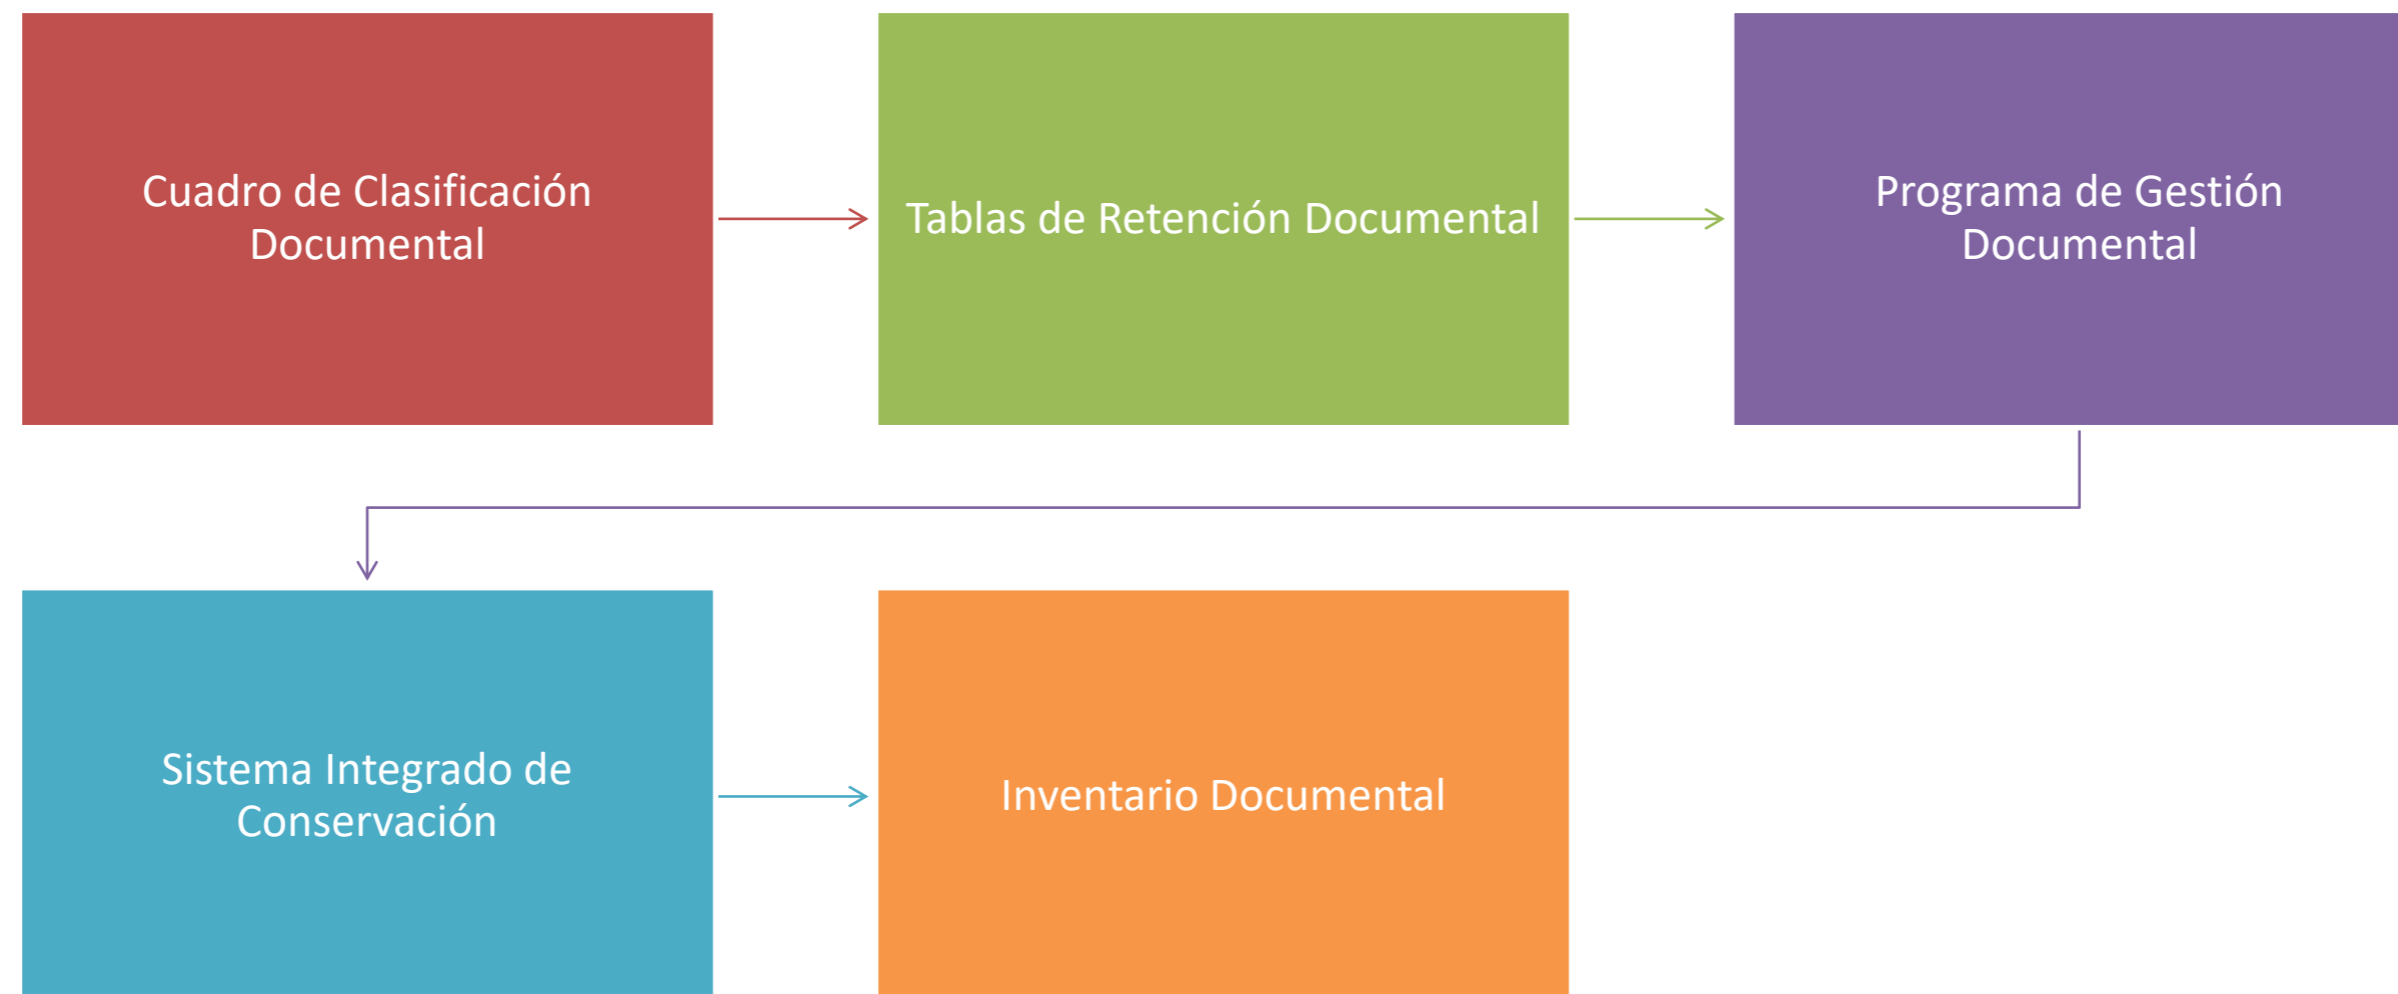 Cuadro de Clasificación
Documental
Tablas de Retención Documental
Programa de Gestión
Documental
Sistema Integrado de
Conservación
Inventario Documental